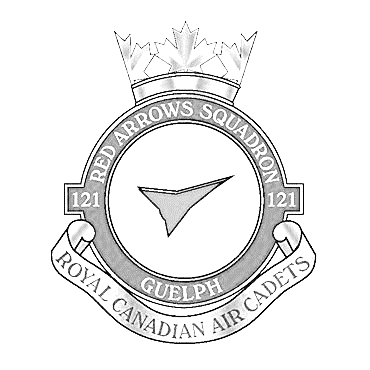 RED ARROWS SQUADRON
121 121
GUELPH
ROYAL CANADIAN AIR CADETS